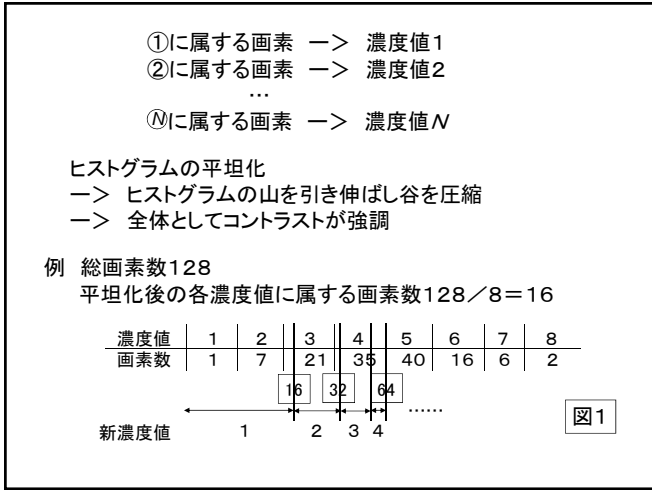 ①に属する画素 ー> 濃度値1
②に属する画素 ー> 濃度値2
…
Ⓝに属する画素 ー> 濃度値N
ヒストグラムの平坦化
ー> ヒストグラムの山を引き伸ばし谷を圧縮
ー> 全体としてコントラストが強調
例 総画素数128
平坦化後の各濃度値に属する画素数128/8=16
濃度値 1 2 3 4 5 6 7 8
画素数 1 7 21 35 40 16 6 2
16 32 64 ……
新濃度値 1 2 3 4
図1